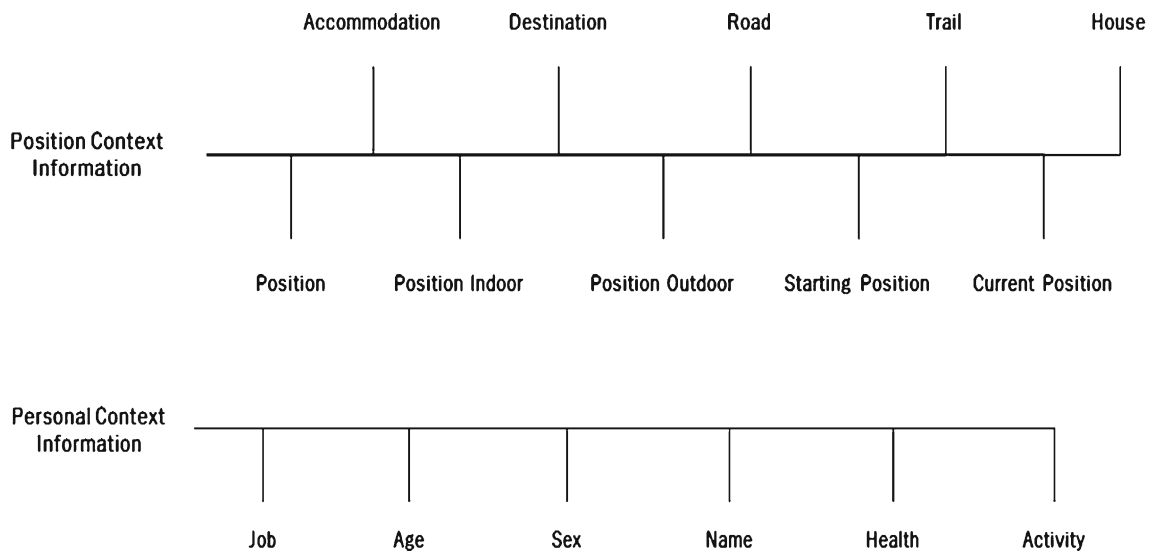 Accommodation Destination Road Trail House
Position Context
Information
Position Position Indoor Position Outdoor Starting Position Current Position
Personal Context
Information
Job Age Sex Name Health Activity